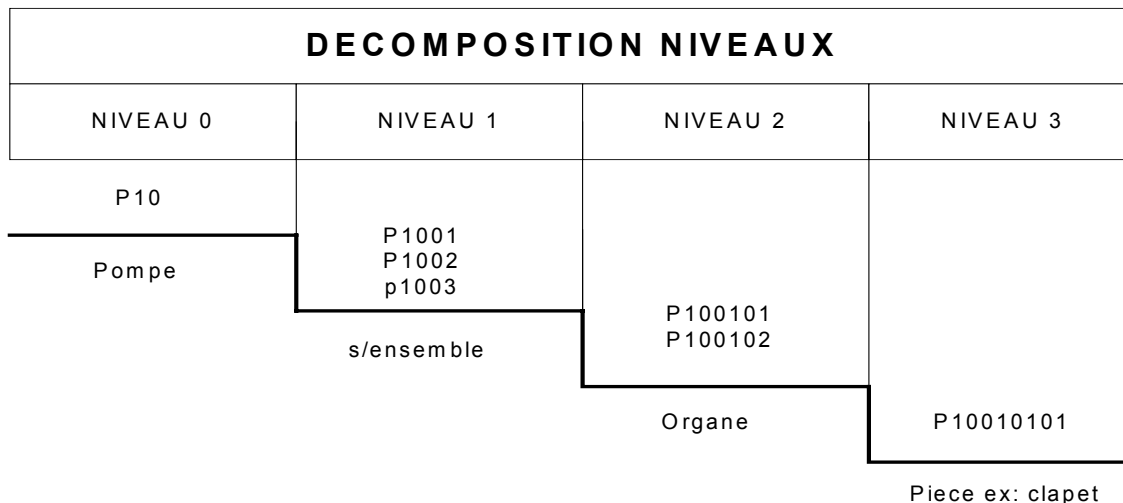 DECOMPOSITION NIVEAUX
NIVEAU 0
NIVEAU 1
NIVEAU 2
NIVEAU 3
P10
Pompe
P1001
P1002
p1003
s/ensemble
P100101
P100102
Organe
P10010101
Piece ex: clapet